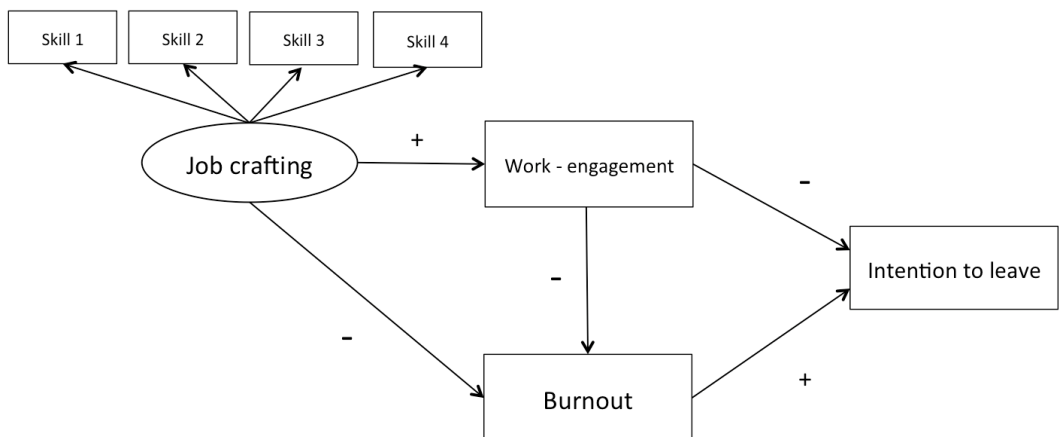 Skill 1
Skill 2
Skill 3
Skill 4
Job crafting
+
Work - engagement
-
-
Intention to leave
-
+
Burnout